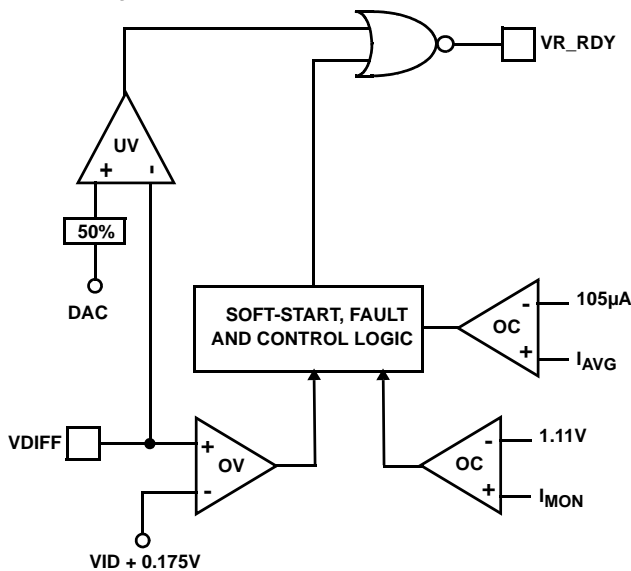 VR_RDY
UV
+ -
50%
DAC
SOFT-START, FAULT
AND CONTROL LOGIC
- 105µA
OC
+ IAVG
VDIFF
+
OV
-
VID + 0.175V
- 1.11V
OC
+ IMON